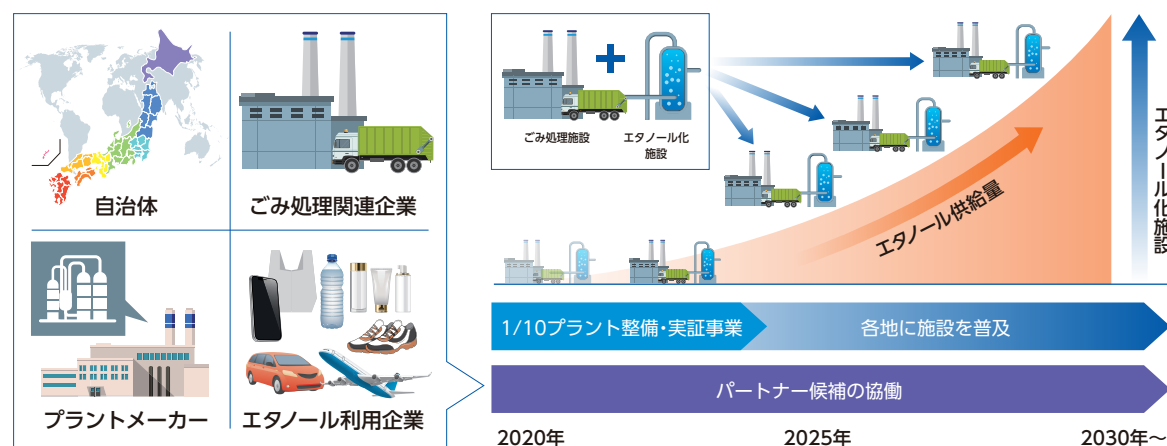 自治体
ごみ処理関連企業
プラントメーカー
エタノール利用企業
ごみ処理施設
エタノール化
施設
エタノール供給量
エタノール化施設
1/10プラント整備・実証事業
各地に施設を普及
パートナー候補の協働
2020年
2025年
2030年～